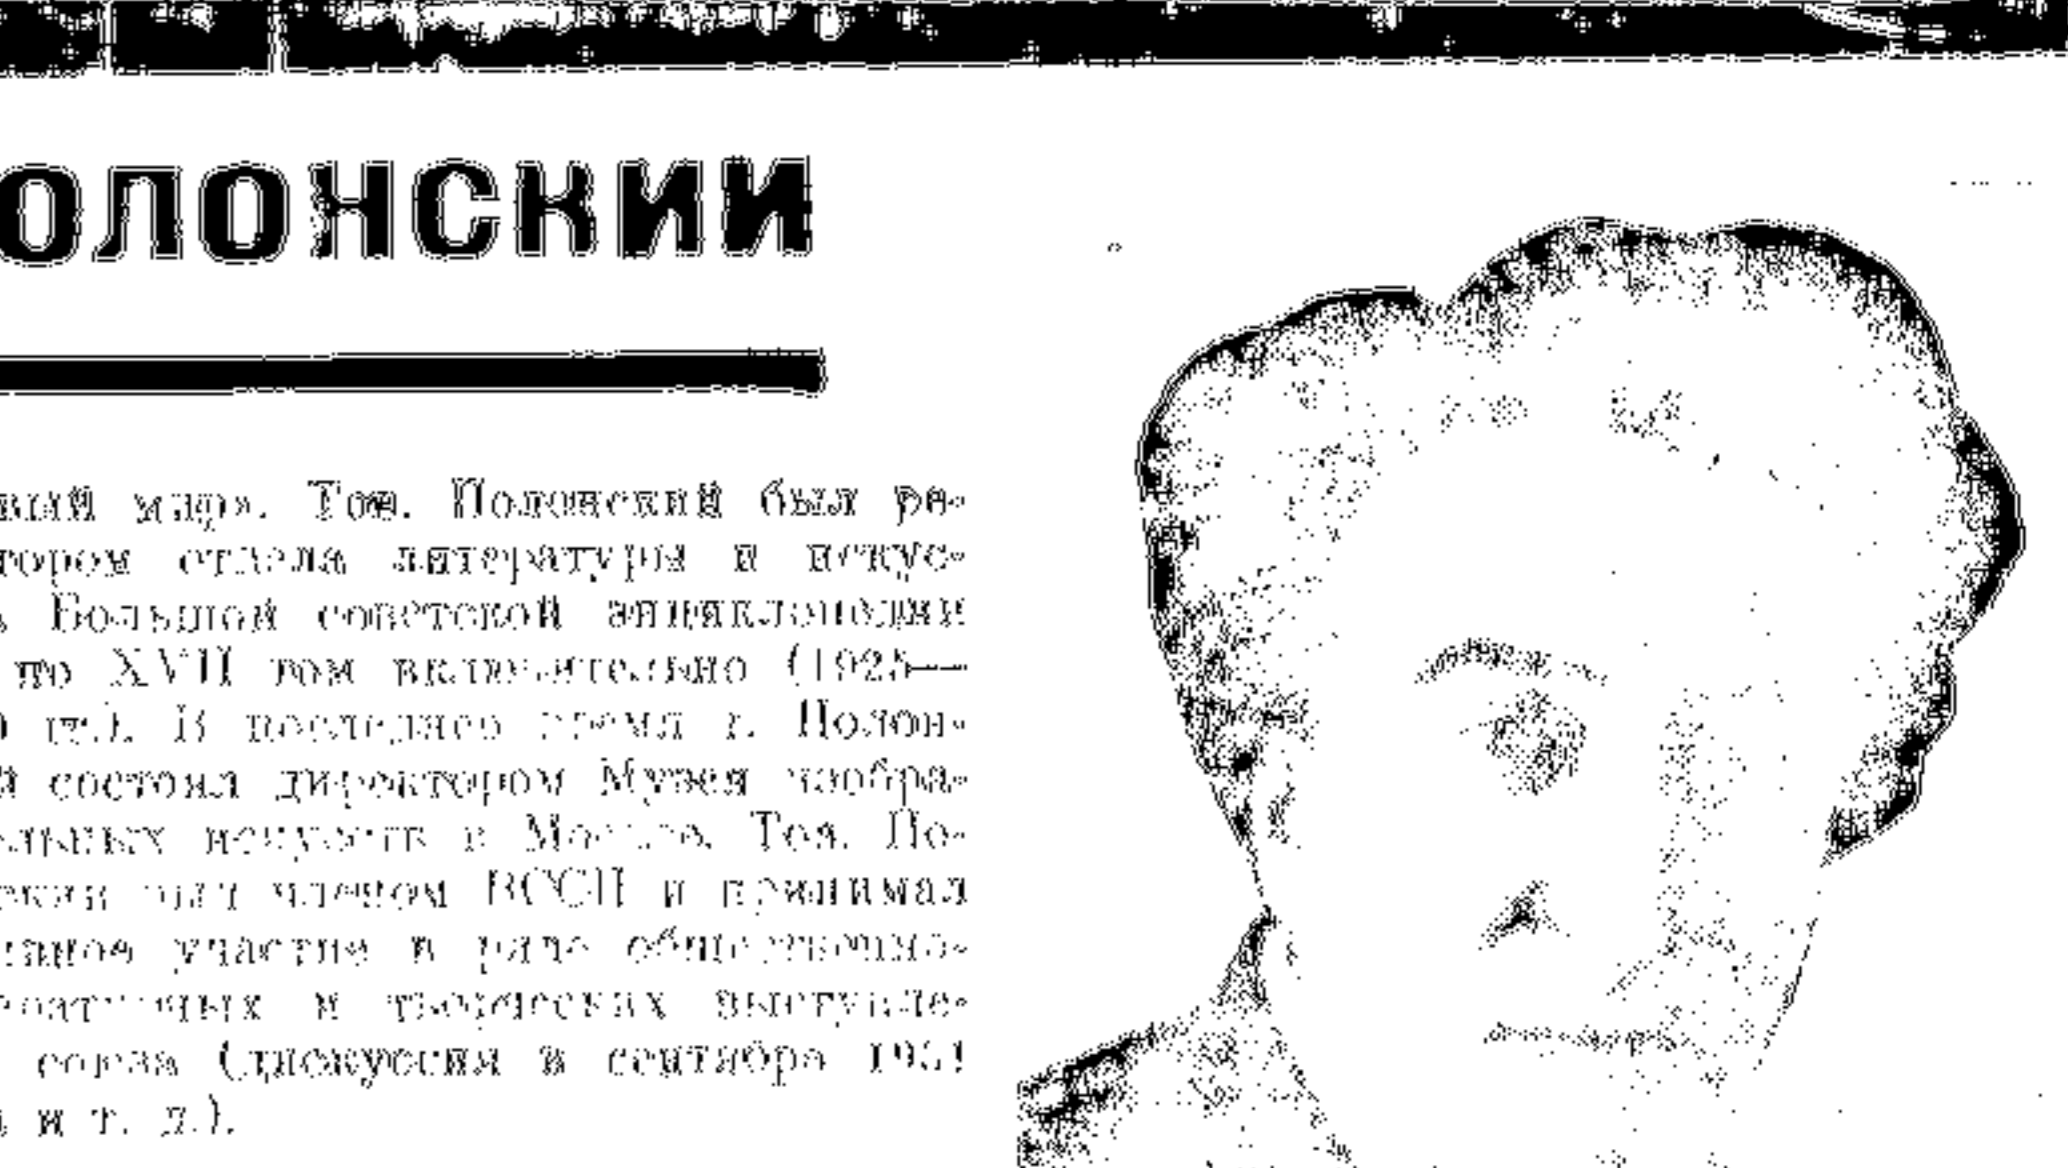 ОЛОНСКИЙ
вый мир». Тов. Полонский был ре-
тором отдела литературы и искус-
Большой советской энциклопедии
по XVII том включительно (1925—
гг.). В последнее время т. Полон-
й состоял директором Музея изобра-
льных искусств в Москве. Тов. По-
был членом ВССП и принимал
участие в ряде общественно-
и творческих выступле-
союза (дискуссия в сентябре 1931
и т. д.).